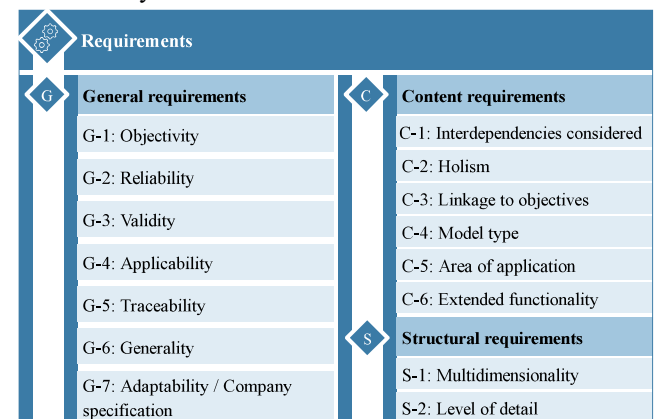 Requirements
G
General requirements
G-1: Objectivity
G-2: Reliability
G-3: Validity
G-4: Applicability
G-5: Traceability
G-6: Generality
G-7: Adaptability / Company
specification
C
Content requirements
C-1: Interdependencies considered
C-2: Holism
C-3: Linkage to objectives
C-4: Model type
C-5: Area of application
C-6: Extended functionality
S
Structural requirements
S-1: Multidimensionality
S-2: Level of detail